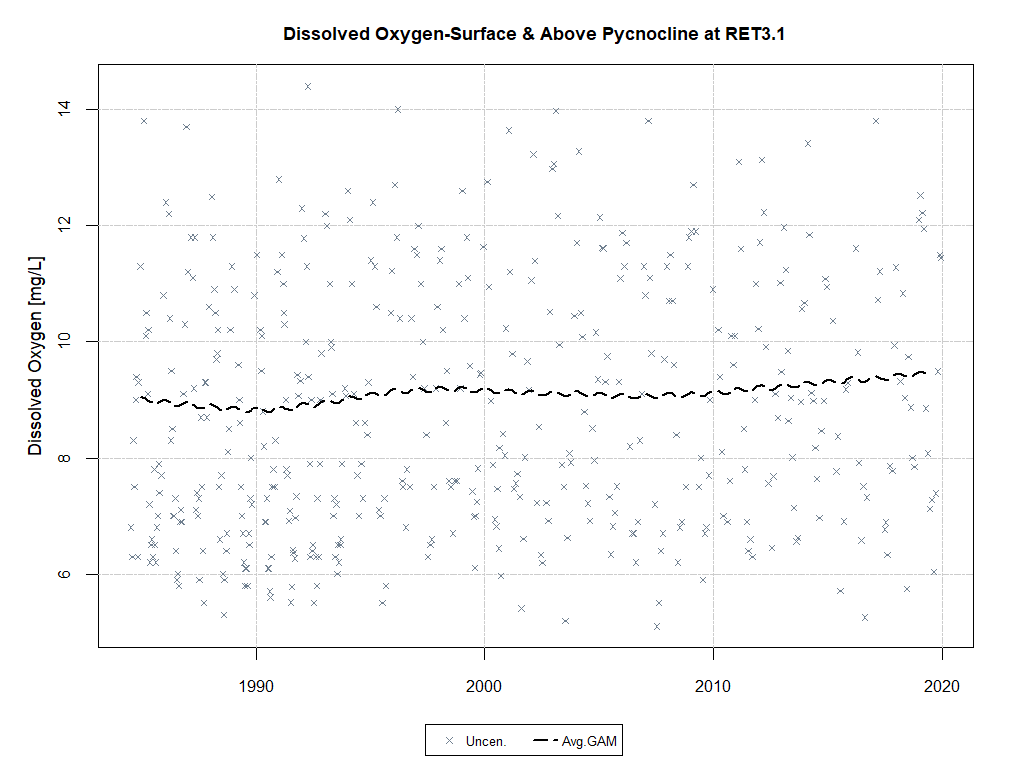 Dissolved Oxygen-Surface & Above Pycnocline at RET3.1
Dissolved Oxygen [mg/L]
14
12
10
8
6
1990
2000
2010
2020
Uncen.
Avg.GAM